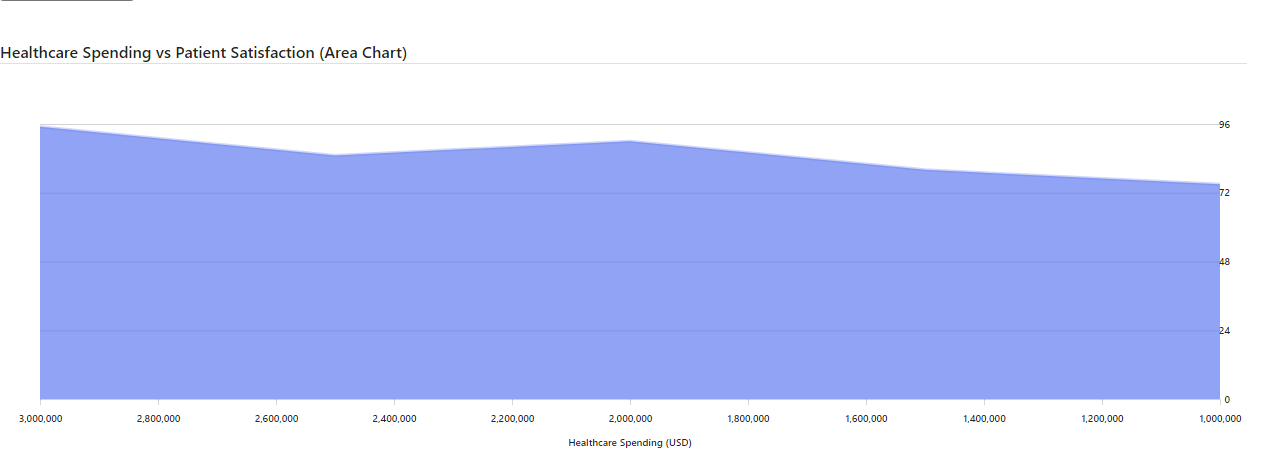 Healthcare Spending vs Patient Satisfaction (Area Chart)
96
72
48
24
0
3,000,000 2,800,000 2,600,000 2,400,000 2,200,000 2,000,000 1,800,000 1,600,000 1,400,000 1,200,000 1,000,000
Healthcare Spending (USD)